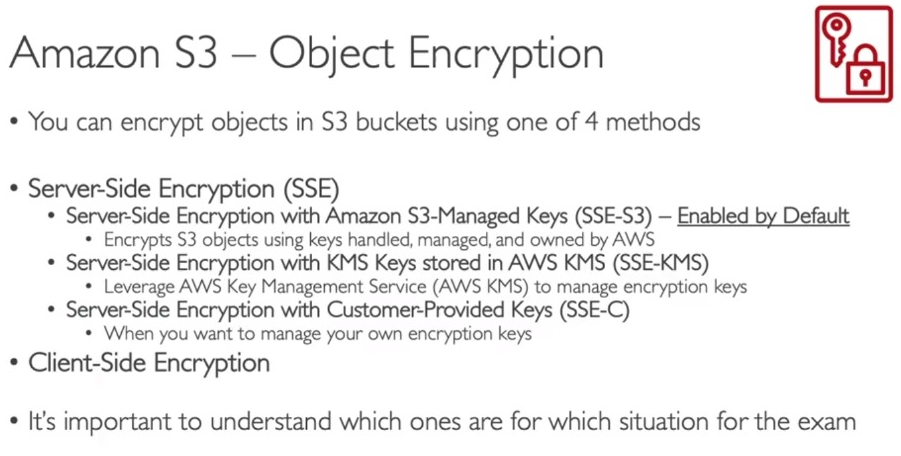 Amazon S3 – Object Encryption
• You can encrypt objects in S3 buckets using one of 4 methods
• Server-Side Encryption (SSE)
• Server-Side Encryption with Amazon S3-Managed Keys (SSE-S3) – Enabled by Default
• Encrypts S3 objects using keys handled, managed, and owned by AWS
• Server-Side Encryption with KMS Keys stored in AWS KMS (SSE-KMS)
• Leverage AWS Key Management Service (AWS KMS) to manage encryption keys
• Server-Side Encryption with Customer-Provided Keys (SSE-C)
• When you want to manage your own encryption keys
• Client-Side Encryption
• It's important to understand which ones are for which situation for the exam